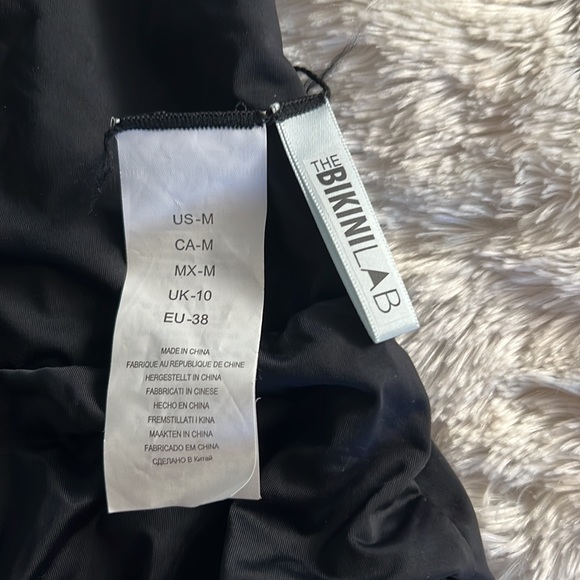 US-M
CA-M
MX-M
UK-10
EU-38
MADE IN CHINA
FABRIQUE AU REPUBLIQUE DE CHINE
HERGESTELLT IN CHINA
FABBRICATI IN CINESE
HECHO EN CHINA
FREMSTILLATI I KINA
MAAKTEN IN CHINA
FABRICADO EM CHINA
СДЕЛАНО В Китай
THE
BIKINI LAB